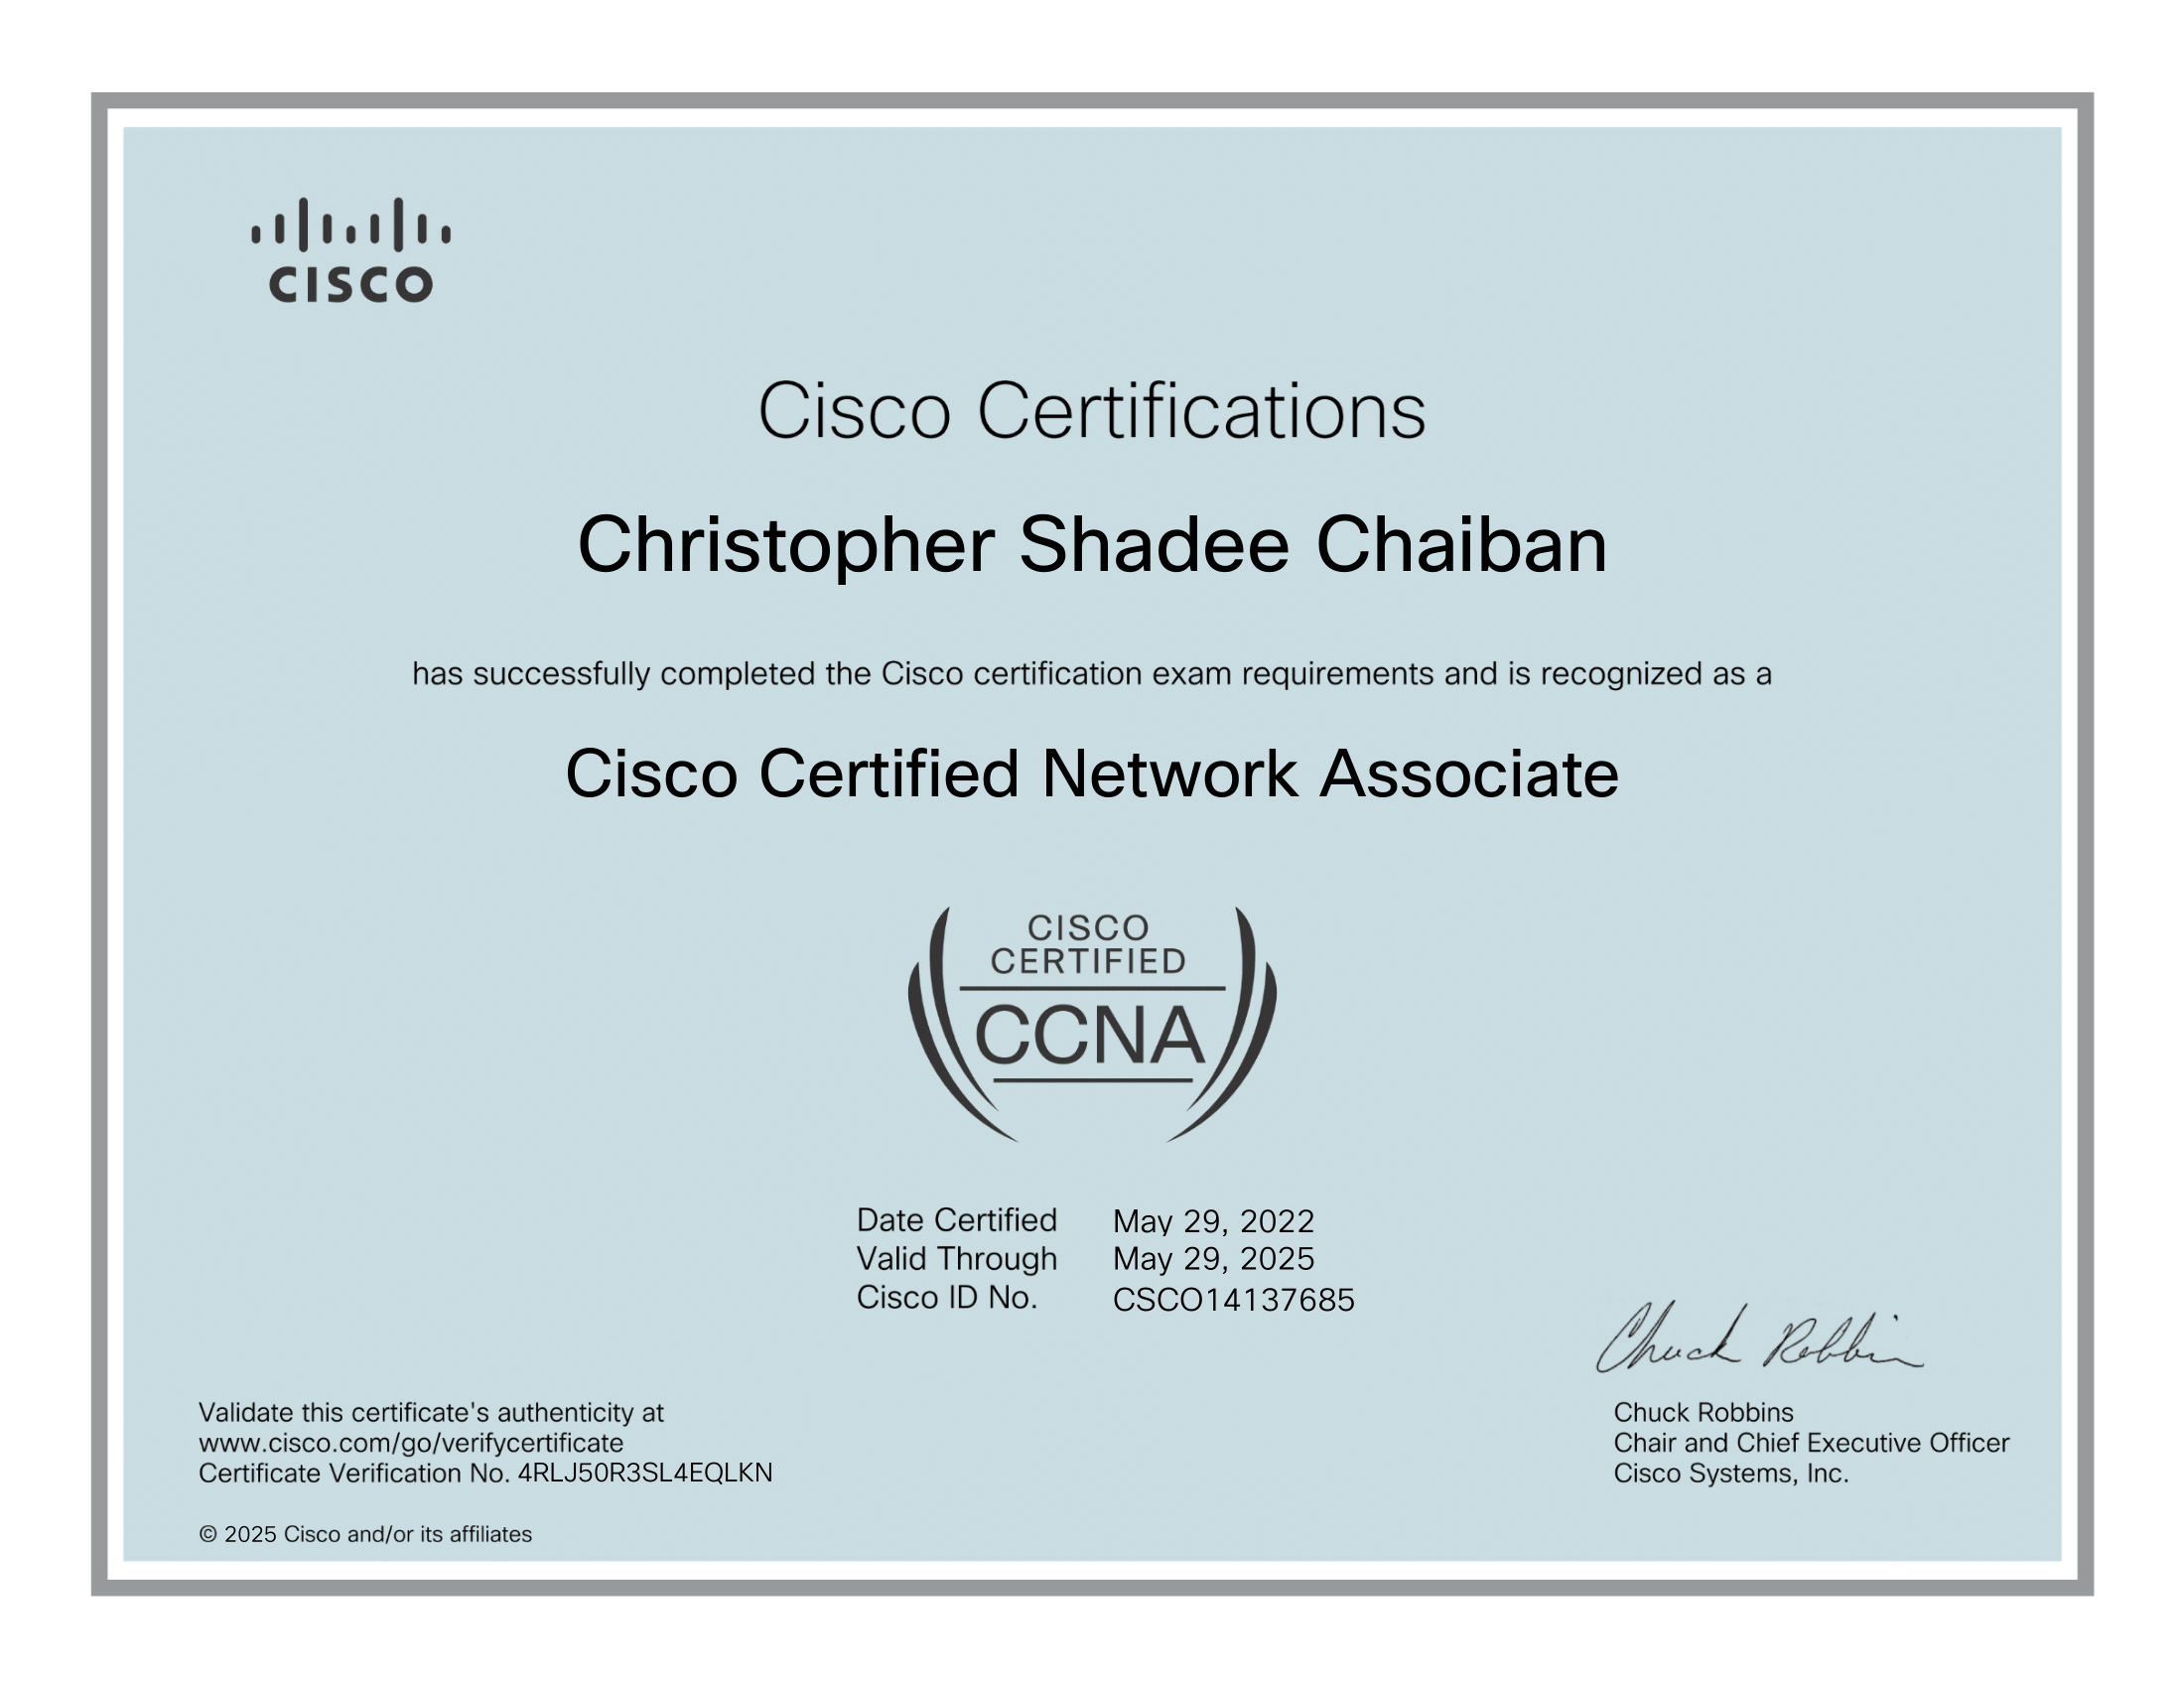 CISCO
Cisco Certifications
Christopher Shadee Chaiban
has successfully completed the Cisco certification exam requirements and is recognized as a
Cisco Certified Network Associate
CISCO
CERTIFIED
CCNA
Date Certified May 29, 2022
Valid Through May 29, 2025
Cisco ID No. CSCO14137685
Chuck Robbins
Validate this certificate's authenticity at
www.cisco.com/go/verifycertificate
Certificate Verification No. 4RLJ50R3SL4EQLKN
Chuck Robbins
Chair and Chief Executive Officer
Cisco Systems, Inc.
© 2025 Cisco and/or its affiliates